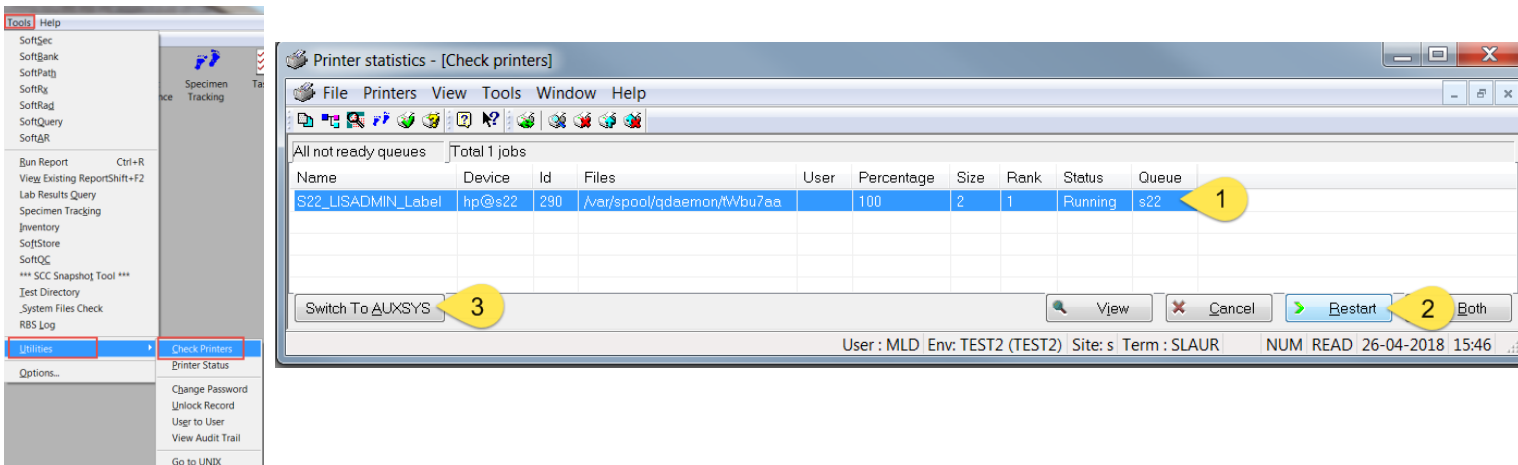 Tools Help
SoftSec
SoftBank
SoftPath
SoftRx
SoftRad
SoftQuery
SoftAR
Run Report Ctrl+R
View Existing Report Shift+F2
Lab Results Query
Specimen Tracking
Inventory
SoftStore
SoftQC
*** SCC Snapshot Tool ***
Test Directory
_System Files Check
RBS Log
Utilities
Options...
Specimen
Tracking
Check Printers
Printer Status
Change Password
Unlock Record
User to User
View Audit Trail
Go to UNIX
Printer statistics - [Check printers]
File Printers View Tools Window Help
All not ready queues Total 1 jobs
Name Device Id Files User Percentage Size Rank Status Queue
S22_LISADMIN_Label hp@s22 290 /var/spool/qdaemon/tWbu7aa 100 2 1 Running s22
1
Switch To AUXSYS 3 View Cancel Restart 2 Both
User : MLD Env: TEST2 (TEST2) Site: s Term : SLAUR NUM READ 26-04-2018 15:46